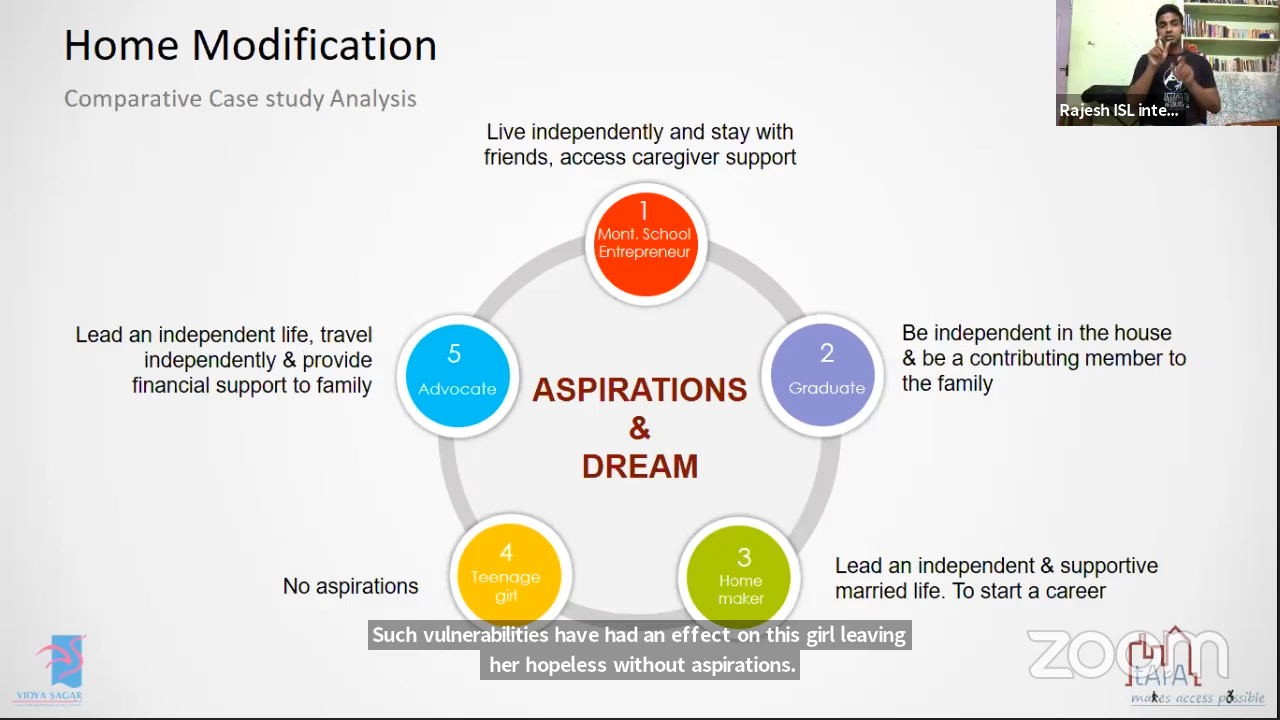 Home Modification
Comparative Case study Analysis
Rajesh ISL inte...
Live independently and stay with
friends, access caregiver support
1
Mont. School
Entrepreneur
Lead an independent life, travel
independently & provide
financial support to family
5
Advocate
ASPIRATIONS
&
DREAM
2
Graduate
Be independent in the house
& be a contributing member to
the family
No aspirations
4
Teenage
girl
3
Home
maker
Lead an independent & supportive
married life. To start a career
Such vulnerabilities have had an effect on this girl leaving
her hopeless without aspirations.
VIDYA SAGAR
zoom
makes access possible